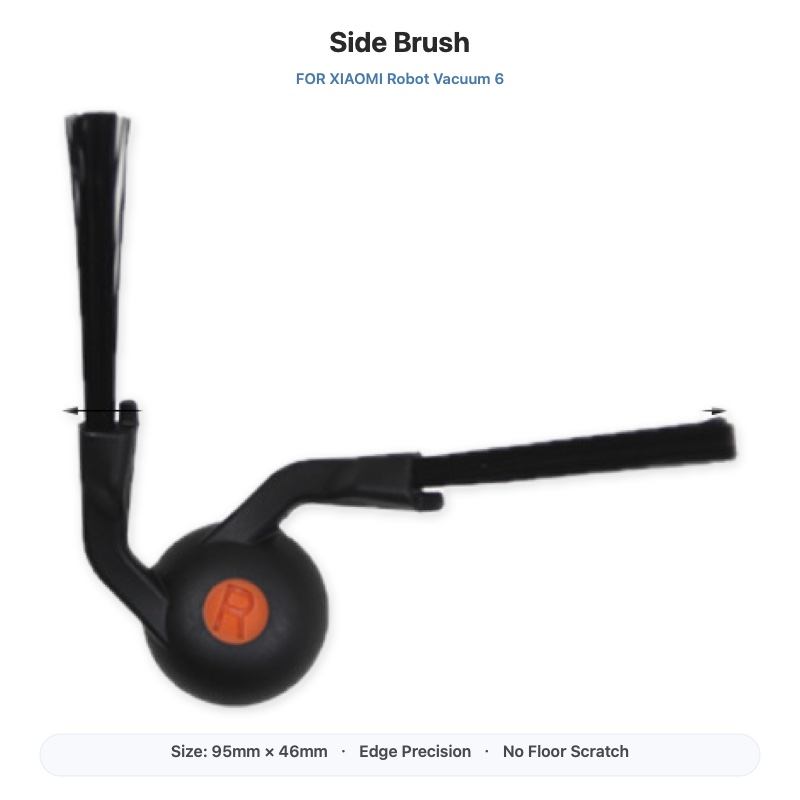 Side Brush
FOR XIAOMI Robot Vacuum 6
R
Size: 95mm × 46mm · Edge Precision · No Floor Scratch